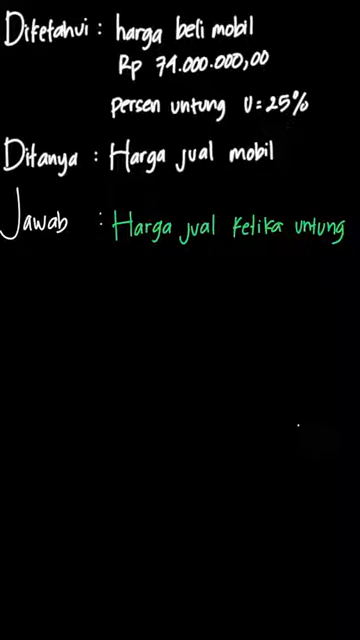 Diketahui : harga beli mobil
Rp 74.000.000,00
persen untung U = 25%
Ditanya : Harga jual mobil
Jawab : Harga jual ketika untung